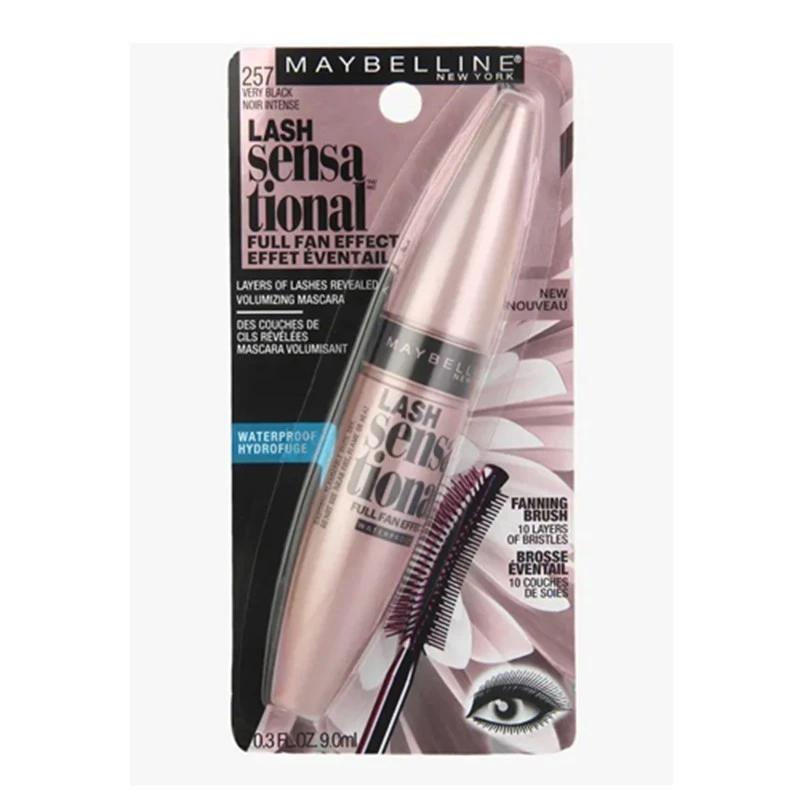 MAYBELLINE®
NEW YORK
257
VERY BLACK
NOIR INTENSE
LASH
sensa
tional
FULL FAN EFFECT
EFFET ÉVENTAIL
LAYERS OF LASHES REVEALED
VOLUMIZING MASCARA
DES COUCHES DE
CILS RÉVÉLÉES
MASCARA VOLUMISANT
NEW
NOUVEAU
WATERPROOF
HYDROFUGE
MAYBELLINE
NEW
LASH
sensa
tional
FULL FAN EFFE
WATERPROOF
FANNING
BRUSH
10 LAYERS
OF BRISTLES
BROSSE
ÉVENTAIL
10 COUCHES
DE SOIES
0.3 FL.OZ. 9.0ml